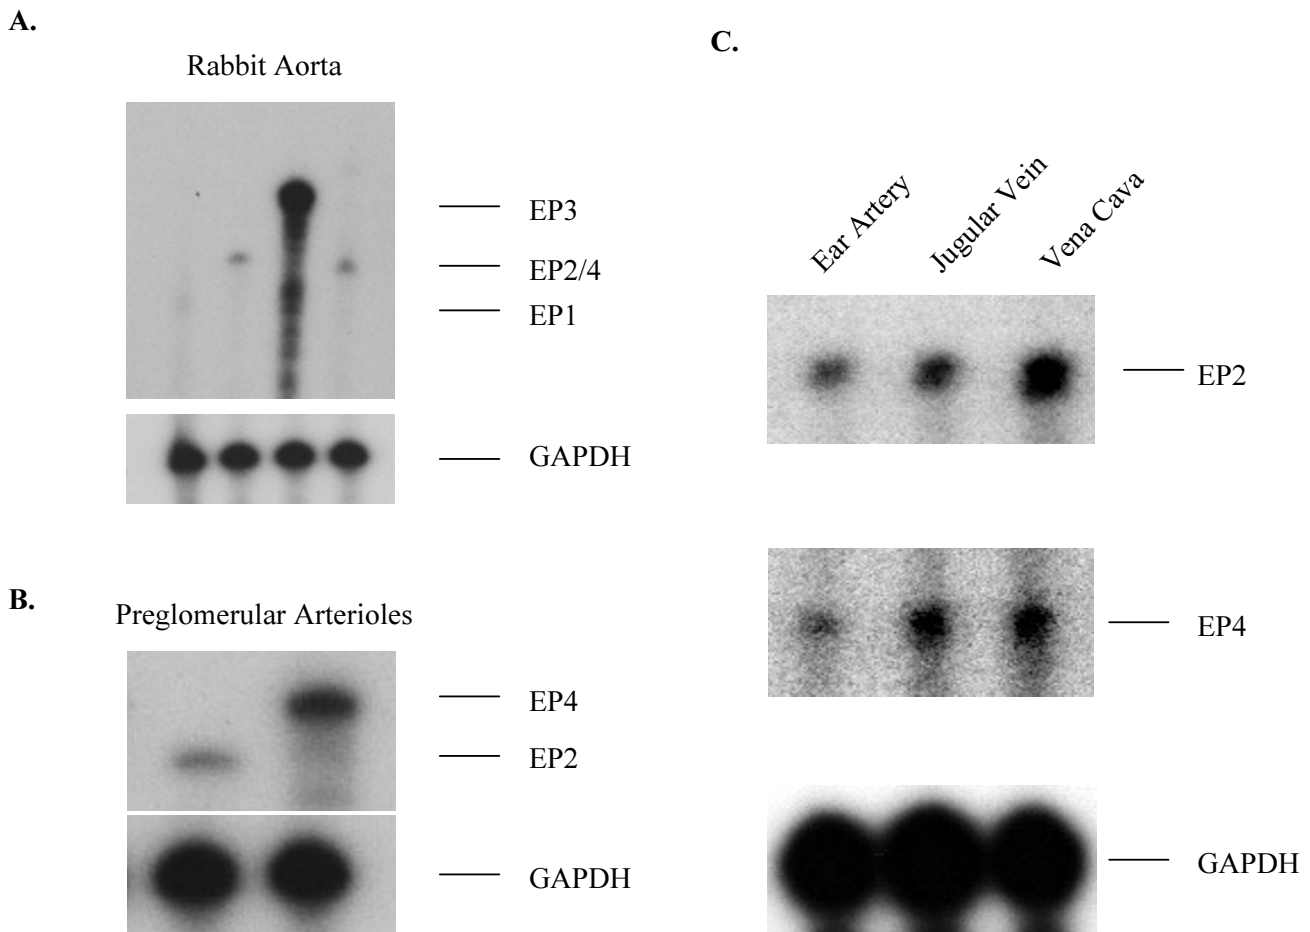 A.
Rabbit Aorta
EP3
EP2/4
EP1
GAPDH
B.
Preglomerular Arterioles
EP4
EP2
GAPDH
C.
Ear Artery
Jugular Vein
Vena Cava
EP2
EP4
GAPDH